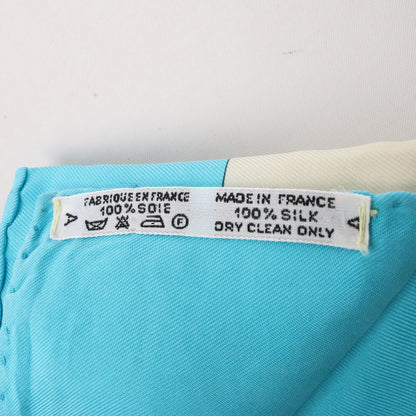 FABRIQUE EN FRANCE
100% SOIE
A
F
MADE IN FRANCE
100% SILK
DRY CLEAN ONLY
A